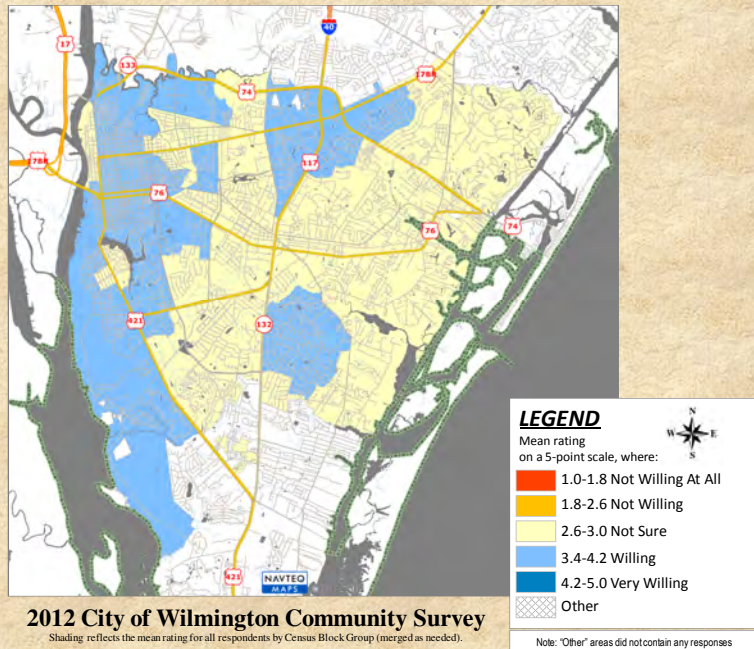 40
17
133
74
178R
117
178R
76
76
74
421
132
421
NAVTEQ
MAPS
LEGEND
N
W E
S
Mean rating
on a 5-point scale, where:
1.0-1.8 Not Willing At All
1.8-2.6 Not Willing
2.6-3.0 Not Sure
3.4-4.2 Willing
4.2-5.0 Very Willing
Other
2012 City of Wilmington Community Survey
Shading reflects the mean rating for all respondents by Census Block Group (merged as needed).
Note: "Other" areas did not contain any responses